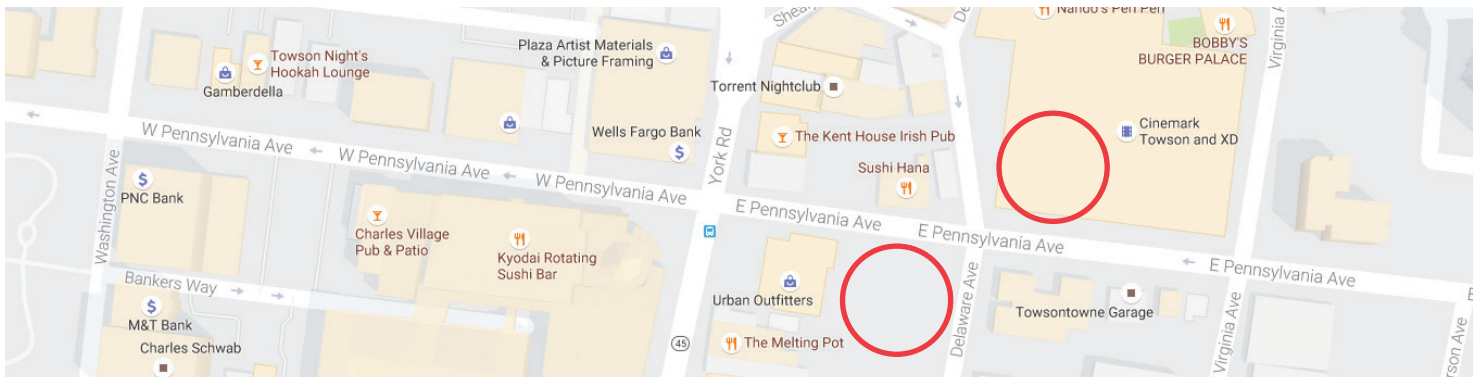 Shea
De
Nando's Peri Peri
Virginia A
BOBBY'S
BURGER PALACE
Plaza Artist Materials
& Picture Framing
Towson Night's
Hookah Lounge
Gamberdella
Torrent Nightclub
Cinemark
Towson and XD
Wells Fargo Bank
The Kent House Irish Pub
York Rd
Sushi Hana
W Pennsylvania Ave
W Pennsylvania Ave
W Pennsylvania Ave
E Pennsylvania Ave
E Pennsylvania Ave
E Pennsylvania Ave
E
Washington Ave
PNC Bank
Charles Village
Pub & Patio
Kyodai Rotating
Sushi Bar
Bankers Way
Urban Outfitters
Delaware Ave
Towsontowne Garage
Virginia Ave
rson Ave
M&T Bank
Charles Schwab
45
The Melting Pot